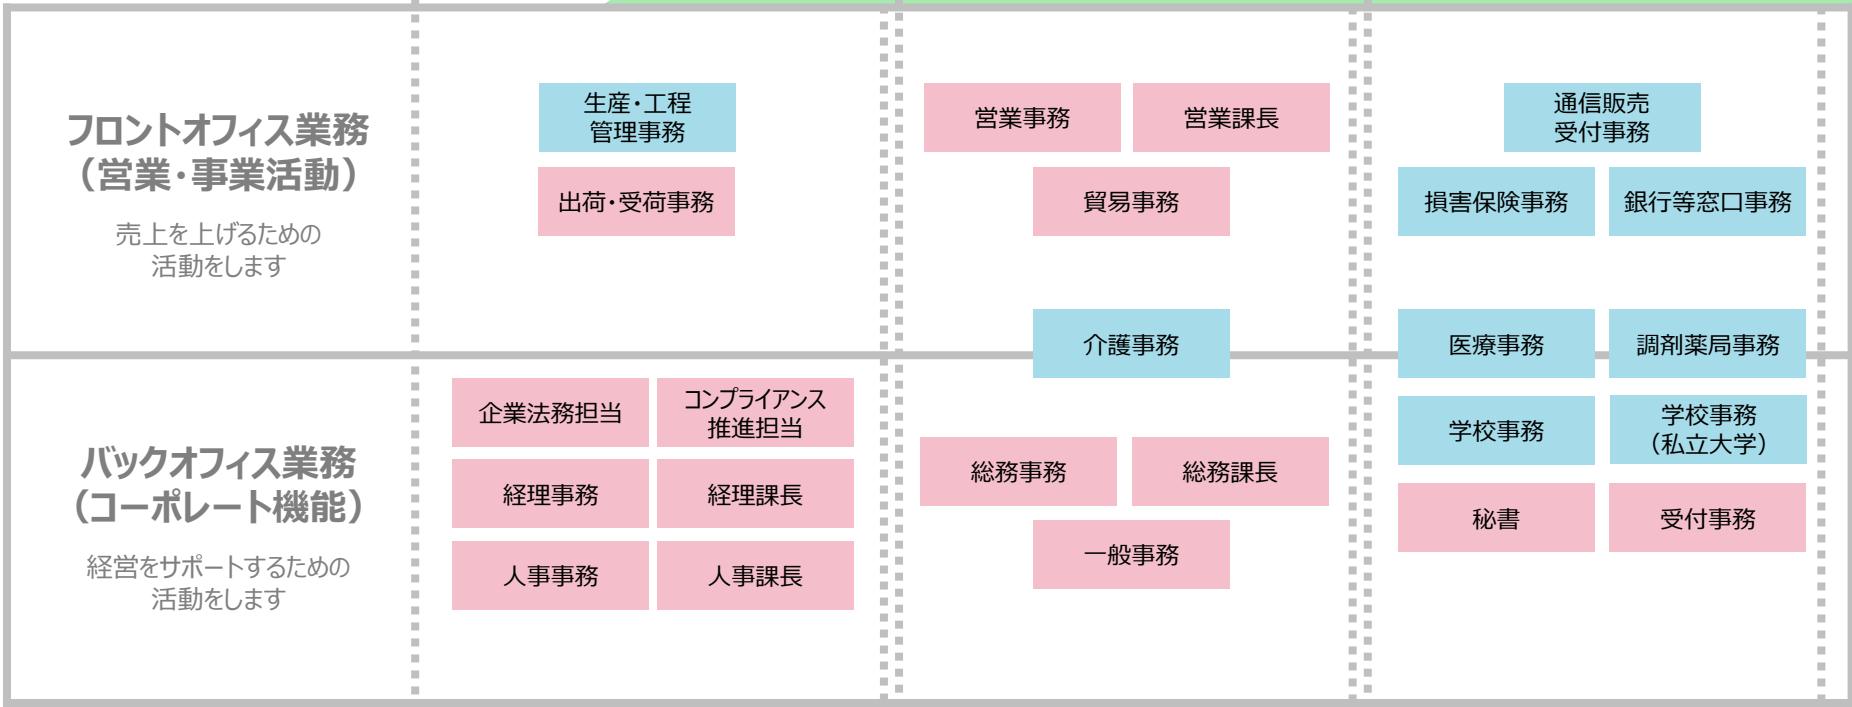 フロントオフィス業務
（営業・事業活動）
売上を上げるための
活動をします
生産・工程
管理事務
出荷・受荷事務
営業事務
営業課長
貿易事務
通信販売
受付事務
損害保険事務
銀行等窓口事務
介護事務
医療事務
調剤薬局事務
バックオフィス業務
（コーポレート機能）
経営をサポートするための
活動をします
企業法務担当
コンプライアンス
推進担当
経理事務
経理課長
人事事務
人事課長
総務事務
総務課長
一般事務
学校事務
学校事務
（私立大学）
秘書
受付事務